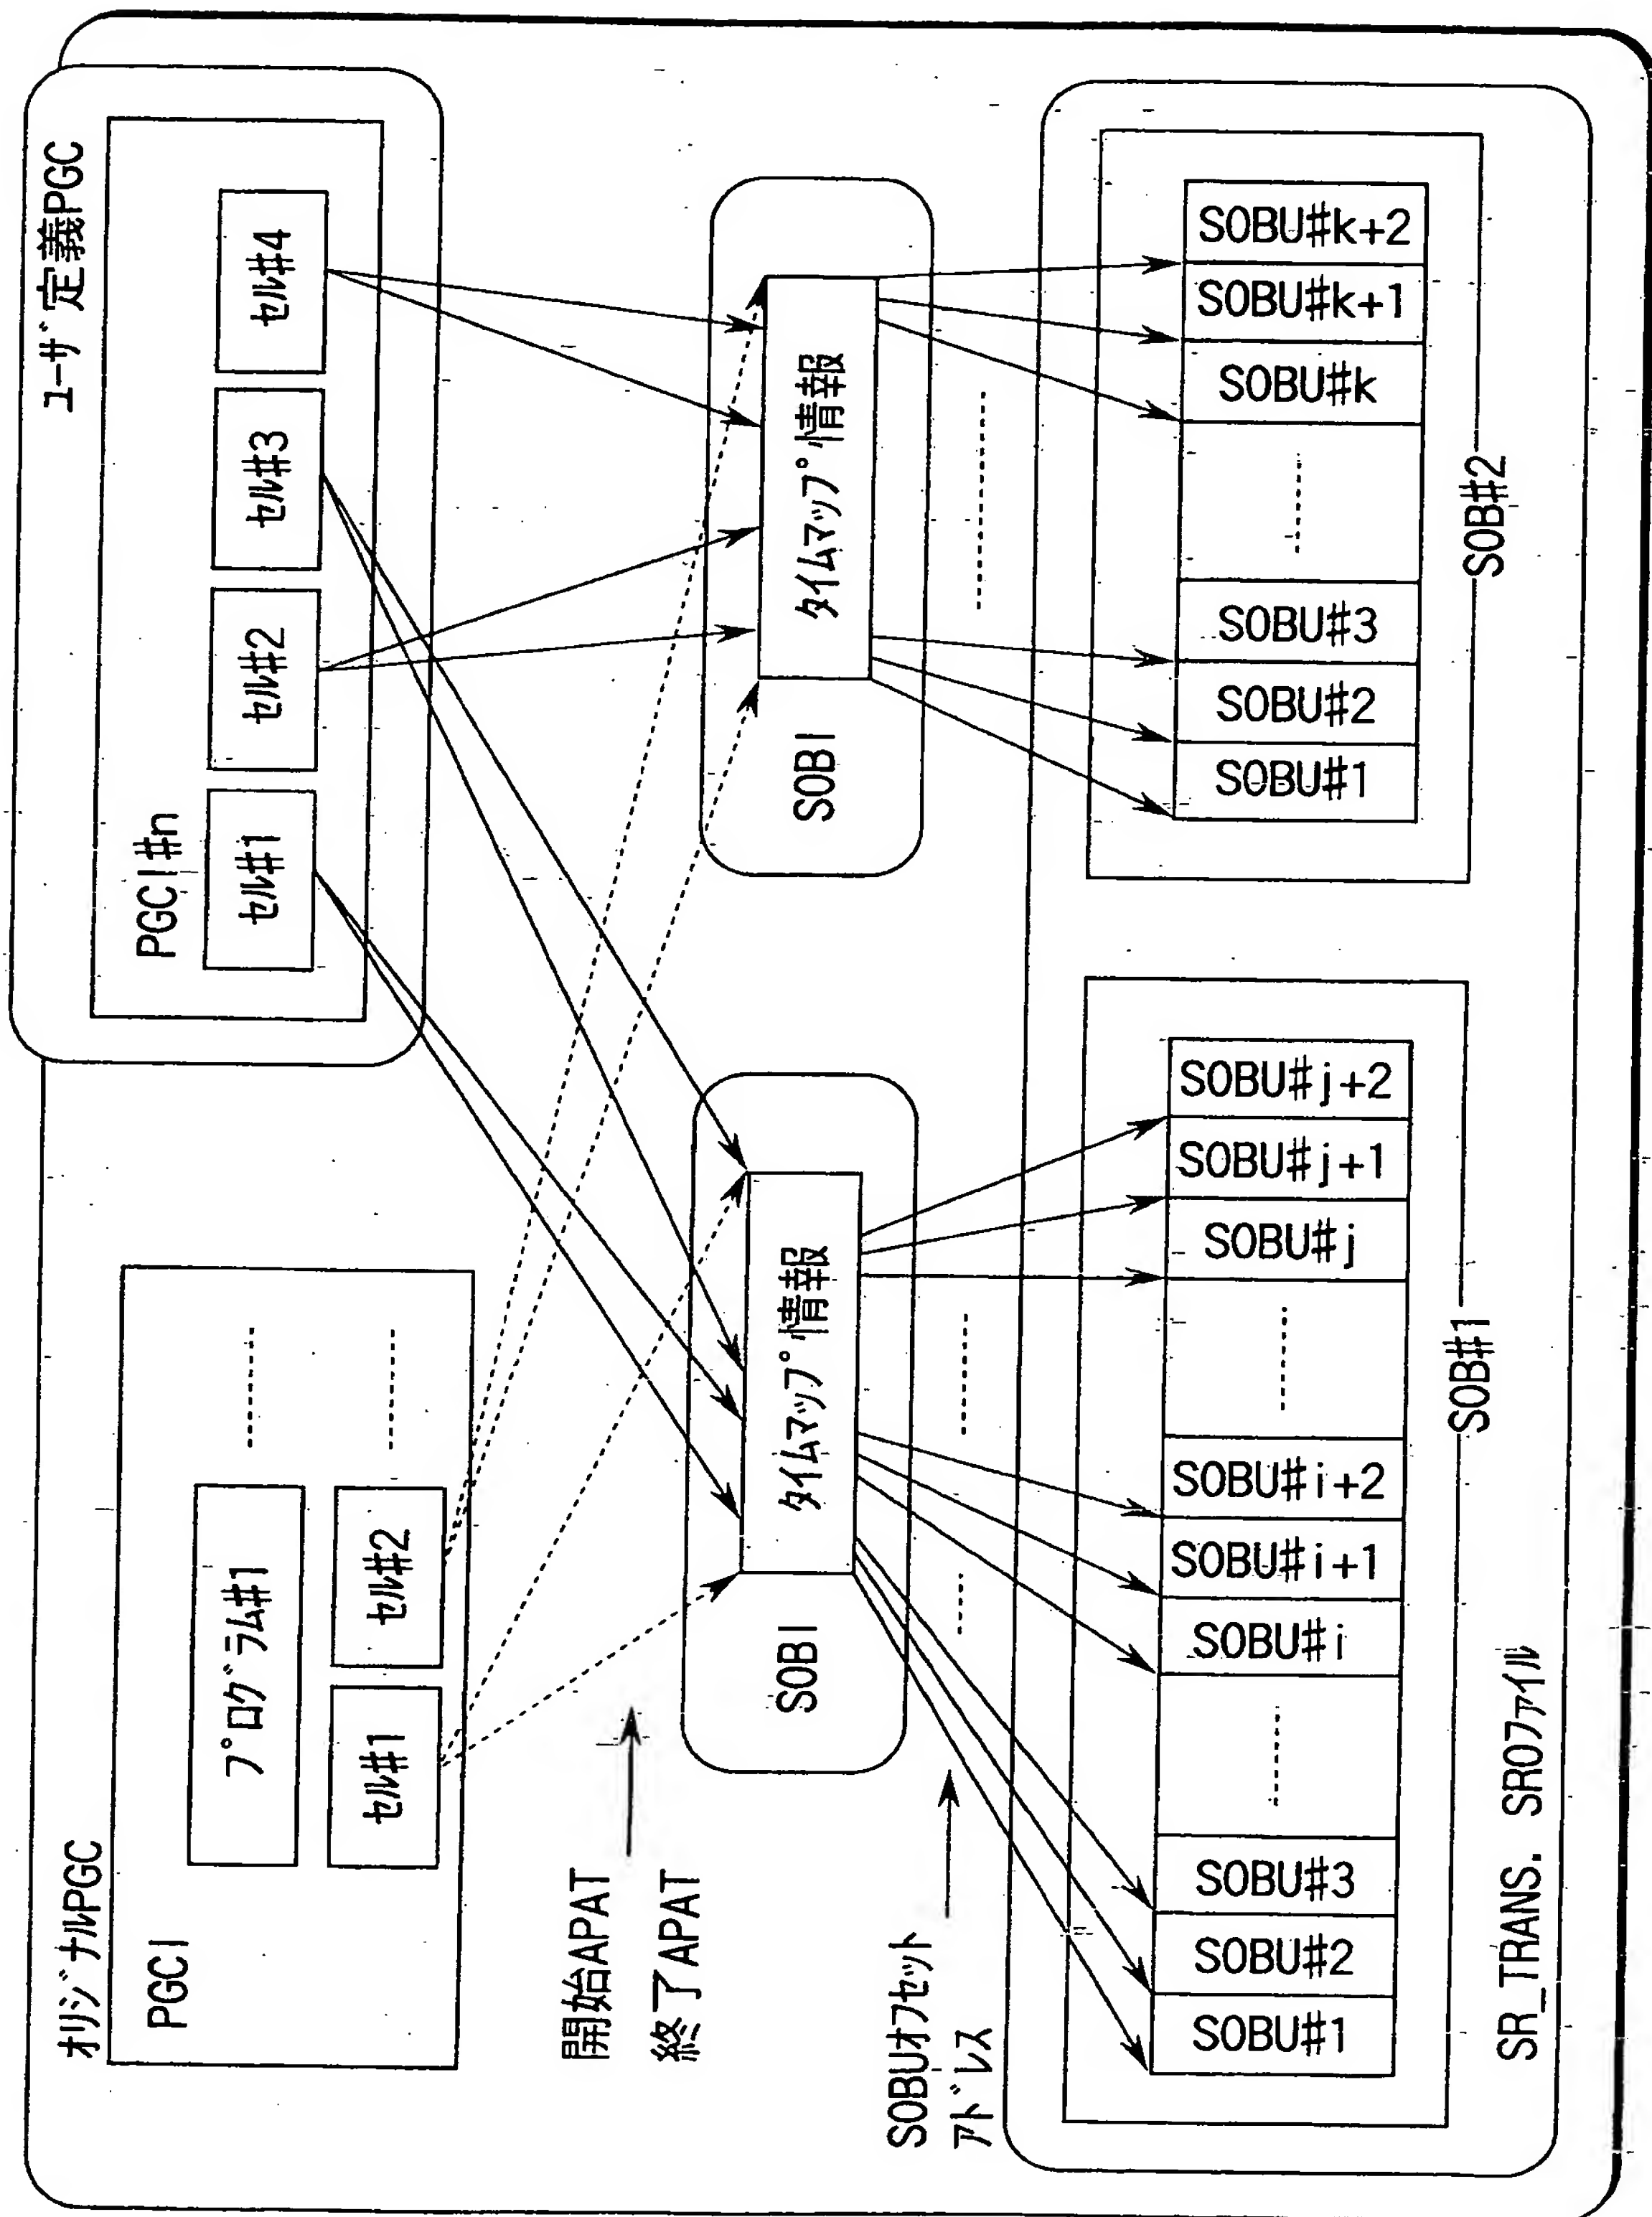 オリジナルPGC
PGCI
プログラム#1
セル#1
セル#2
ユーザ定義PGC
PGCI#n
セル#1
セル#2
セル#3
セル#4
開始APAT
終了APAT
SOBI
タイムマップ情報
SOBI
タイムマップ情報
SOBUオフセット
アドレス
SOBU#1
SOBU#2
SOBU#3
SOBU#i
SOBU#i+1
SOBU#i+2
SOBU#j
SOBU#j+1
SOBU#j+2
SOB#1
SOBU#1
SOBU#2
SOBU#3
SOBU#k
SOBU#k+1
SOBU#k+2
SOB#2
SR_TRANS. SROファイル